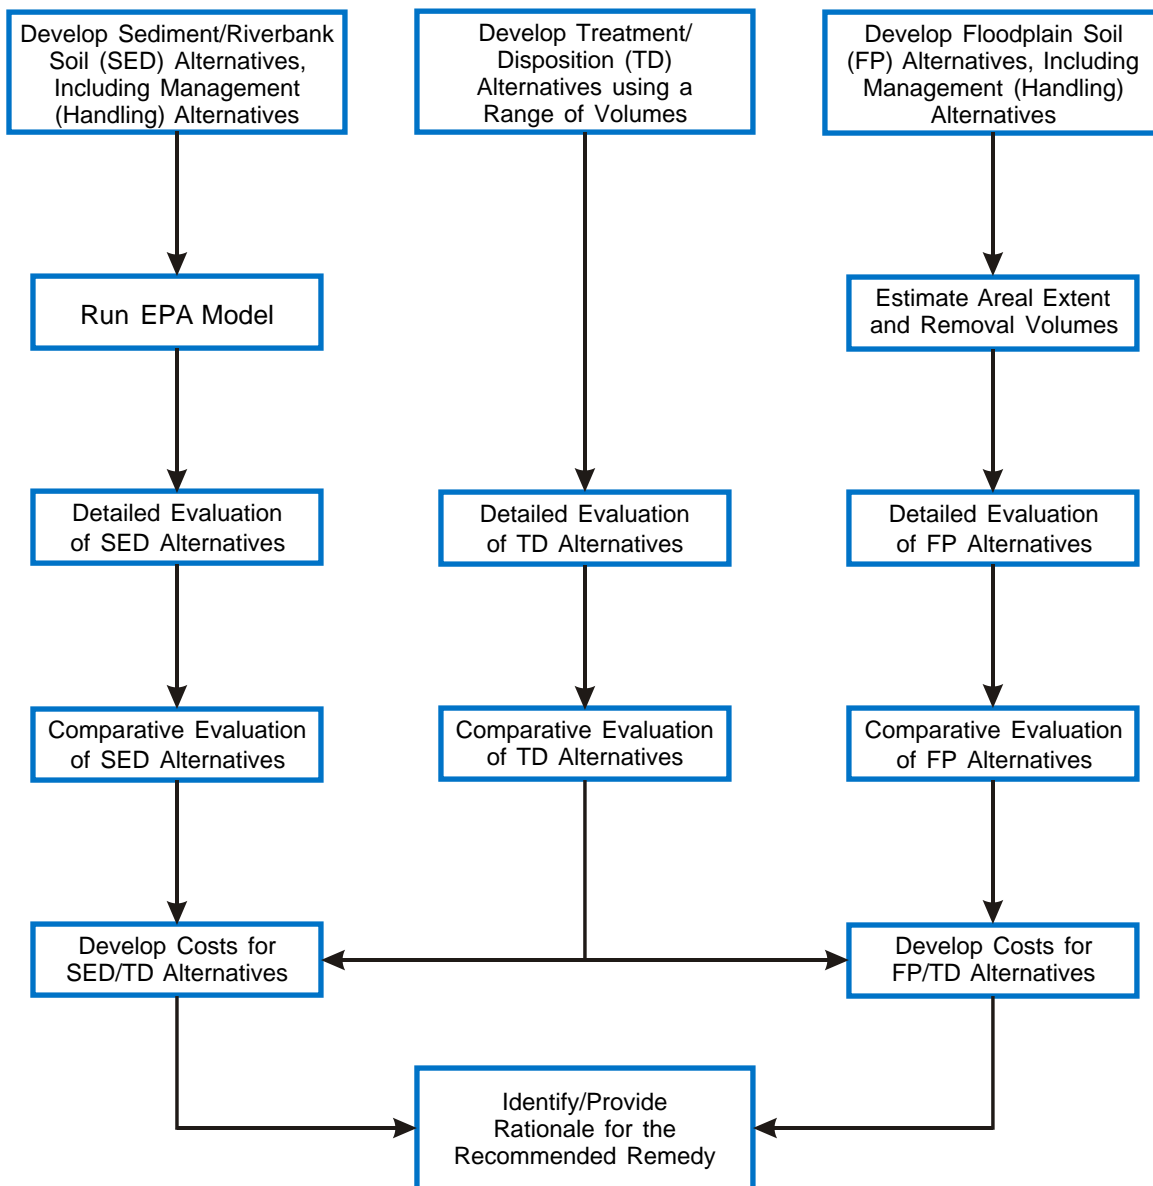 Develop Sediment/Riverbank
Soil (SED) Alternatives,
Including Management
(Handling) Alternatives
Develop Treatment/
Disposition (TD)
Alternatives using a
Range of Volumes
Develop Floodplain Soil
(FP) Alternatives, Including
Management (Handling)
Alternatives
Run EPA Model
Estimate Areal Extent
and Removal Volumes
Detailed Evaluation
of SED Alternatives
Detailed Evaluation
of TD Alternatives
Detailed Evaluation
of FP Alternatives
Comparative Evaluation
of SED Alternatives
Comparative Evaluation
of TD Alternatives
Comparative Evaluation
of FP Alternatives
Develop Costs for
SED/TD Alternatives
Develop Costs for
FP/TD Alternatives
Identify/Provide
Rationale for the
Recommended Remedy